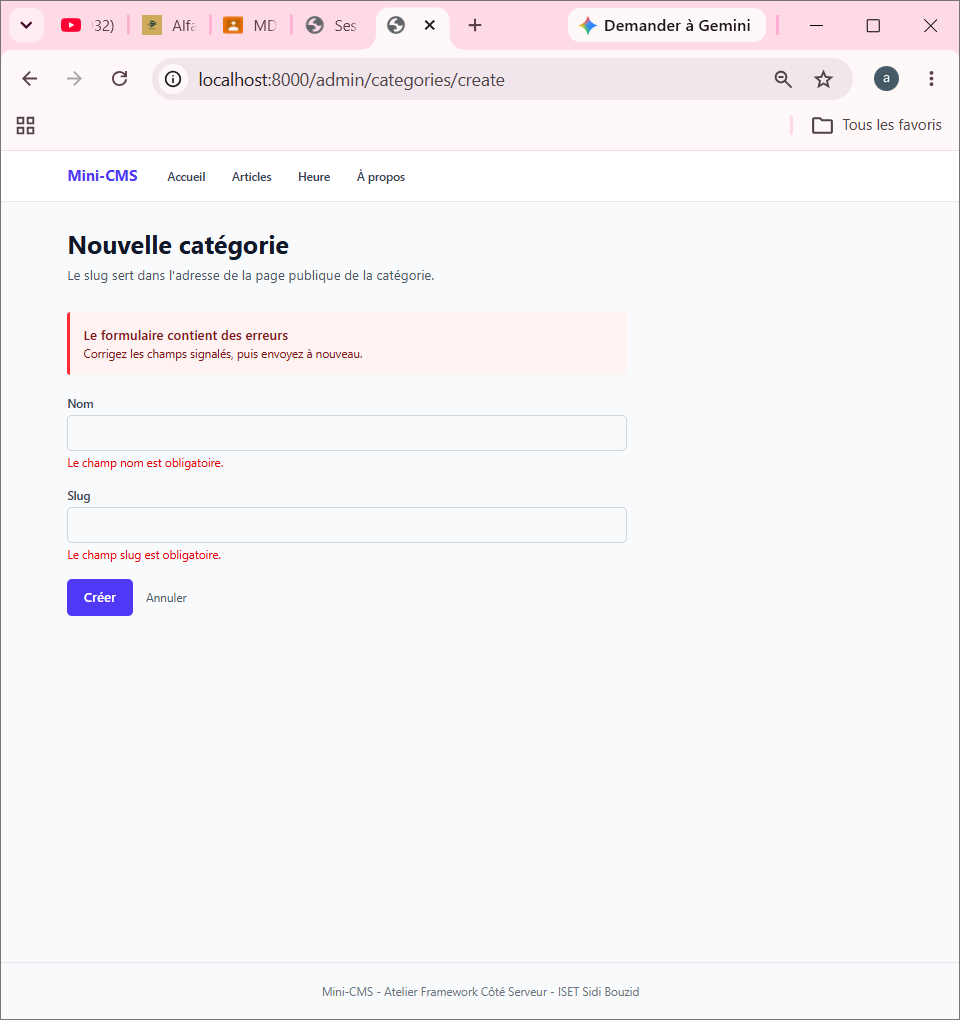 32)
Alfa
MD
Ses
Demander à Gemini
localhost:8000/admin/categories/create
a
Tous les favoris
Mini-CMS Accueil Articles Heure À propos
Nouvelle catégorie
Le slug sert dans l'adresse de la page publique de la catégorie.
Le formulaire contient des erreurs
Corrigez les champs signalés, puis envoyez à nouveau.
Nom
Le champ nom est obligatoire.
Slug
Le champ slug est obligatoire.
Créer Annuler
Mini-CMS - Atelier Framework Côté Serveur - ISET Sidi Bouzid